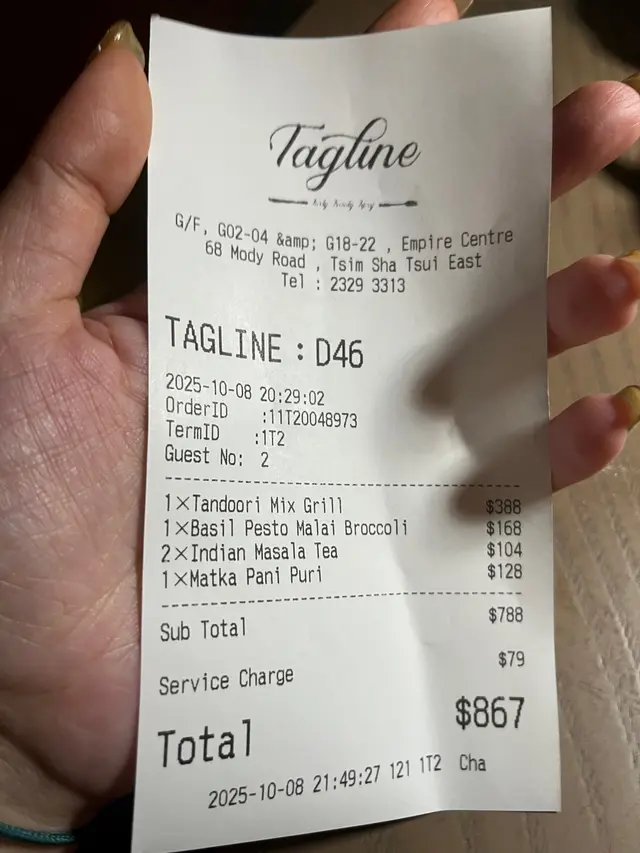 Tagline
G/F, G02-04 &amp; G18-22 , Empire Centre
68 Mody Road , Tsim Sha Tsui East
Tel : 2329 3313
TAGLINE : D46
2025-10-08 20:29:02
OrderID :11T20048973
TermID :1T2
Guest No: 2
1×Tandoori Mix Grill $388
1×Basil Pesto Malai Broccoli $168
2×Indian Masala Tea $104
1×Matka Pani Puri $128
Sub Total $788
Service Charge $79
Total $867
2025-10-08 21:49:27 121 1T2 Cha